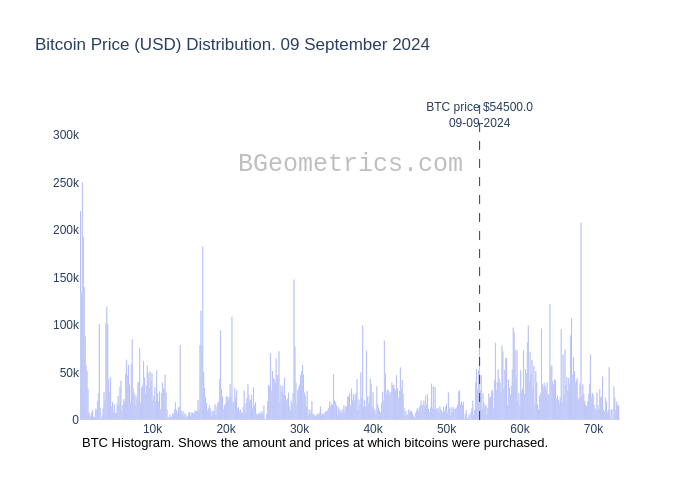 Bitcoin Price (USD) Distribution. 09 September 2024
BTC price $54500.0
09-09-2024
300k
BGeometrics.com
250k
200k
150k
100k
50k
0
10k 20k 30k 40k 50k 60k 70k
BTC Histogram. Shows the amount and prices at which bitcoins were purchased.